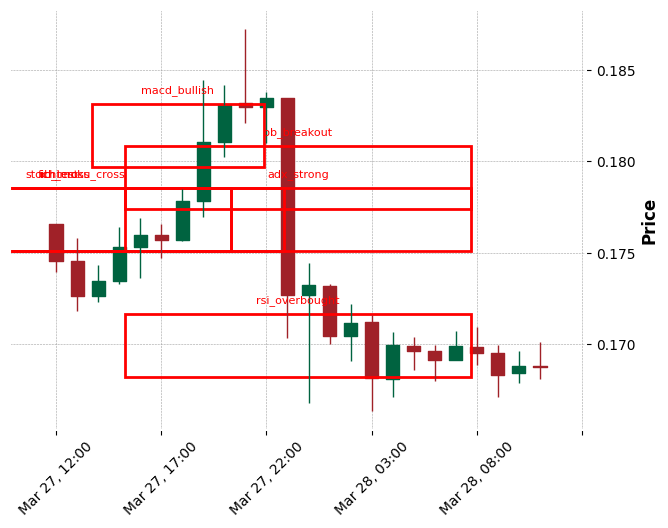 macd_bullish
bb_breakout
adx_strong
rsi_overbought
0.185
0.180
0.175
0.170
Price
Mar 27, 12:00
Mar 27, 17:00
Mar 27, 22:00
Mar 28, 03:00
Mar 28, 08:00